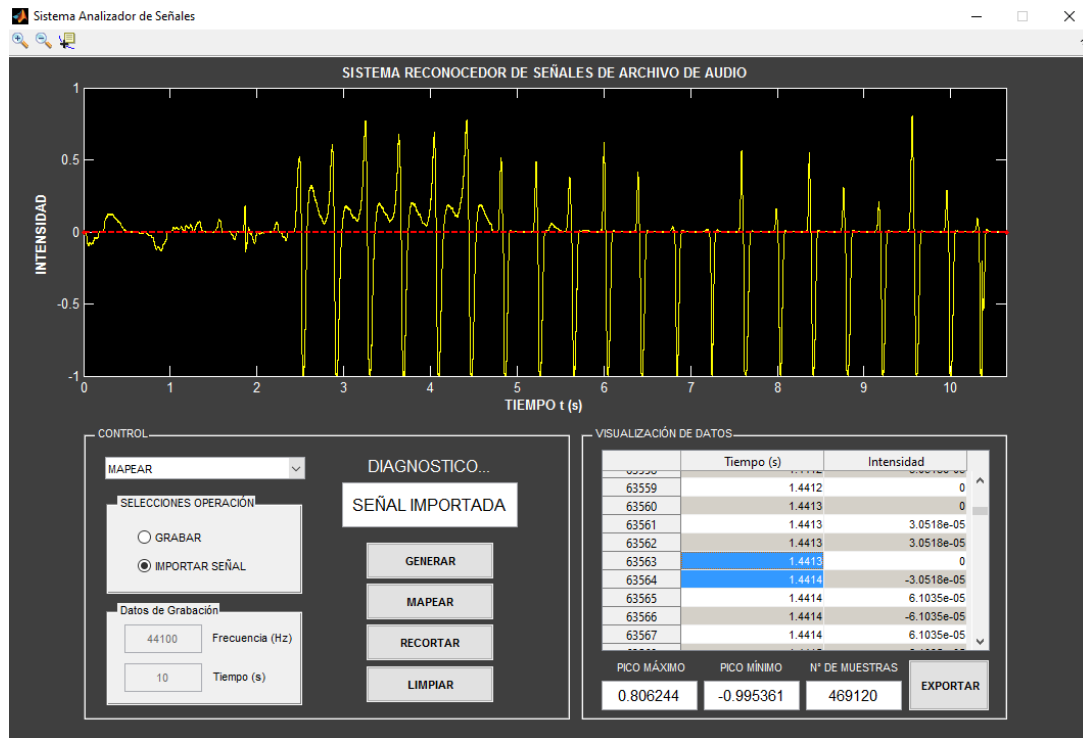 Sistema Analizador de Señales
SISTEMA RECONOCEDOR DE SEÑALES DE ARCHIVO DE AUDIO
1
0.5
0
-0.5
-1
INTENSIDAD
0 1 2 3 4 5 6 7 8 9 10
TIEMPO t (s)
CONTROL
MAPEAR
SELECCIONES OPERACIÓN
GRABAR
IMPORTAR SEÑAL
Datos de Grabación
44100 Frecuencia (Hz)
10 Tiempo (s)
DIAGNOSTICO...
SEÑAL IMPORTADA
GENERAR
MAPEAR
RECORTAR
LIMPIAR
VISUALIZACIÓN DE DATOS
Tiempo (s) Intensidad
63559 1.4412 0
63560 1.4413 0
63561 1.4413 3.0518e-05
63562 1.4413 3.0518e-05
63563 1.4413 0
63564 1.4414 -3.0518e-05
63565 1.4414 6.1035e-05
63566 1.4414 -6.1035e-05
63567 1.4414 6.1035e-05
PICO MÁXIMO PICO MÍNIMO N° DE MUESTRAS
0.806244 -0.995361 469120
EXPORTAR